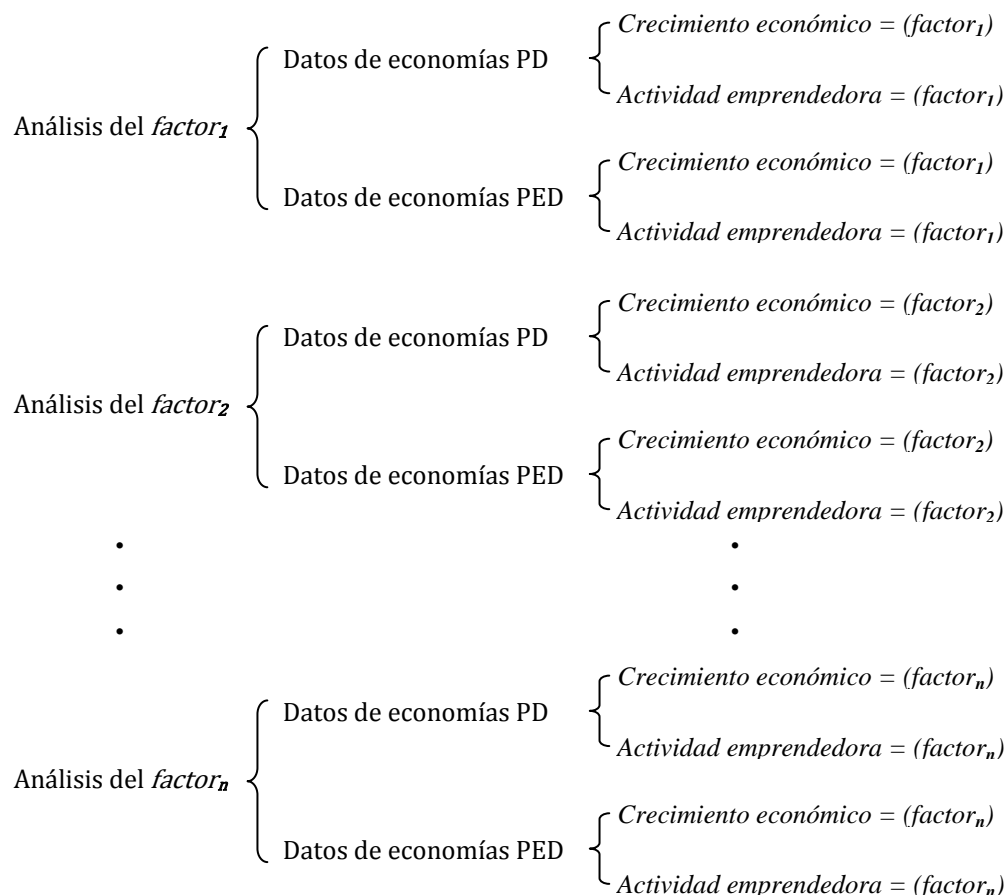 Crecimiento económico = (factor₁)
Datos de economías PD
Actividad emprendedora = (factor₁)
Análisis del factor₁
Crecimiento económico = (factor₁)
Datos de economías PED
Actividad emprendedora = (factor₁)
Crecimiento económico = (factor₂)
Datos de economías PD
Actividad emprendedora = (factor₂)
Análisis del factor₂
Crecimiento económico = (factor₂)
Datos de economías PED
Actividad emprendedora = (factor₂)
Crecimiento económico = (factorₙ)
Datos de economías PD
Actividad emprendedora = (factorₙ)
Análisis del factorₙ
Crecimiento económico = (factorₙ)
Datos de economías PED
Actividad emprendedora = (factorₙ)